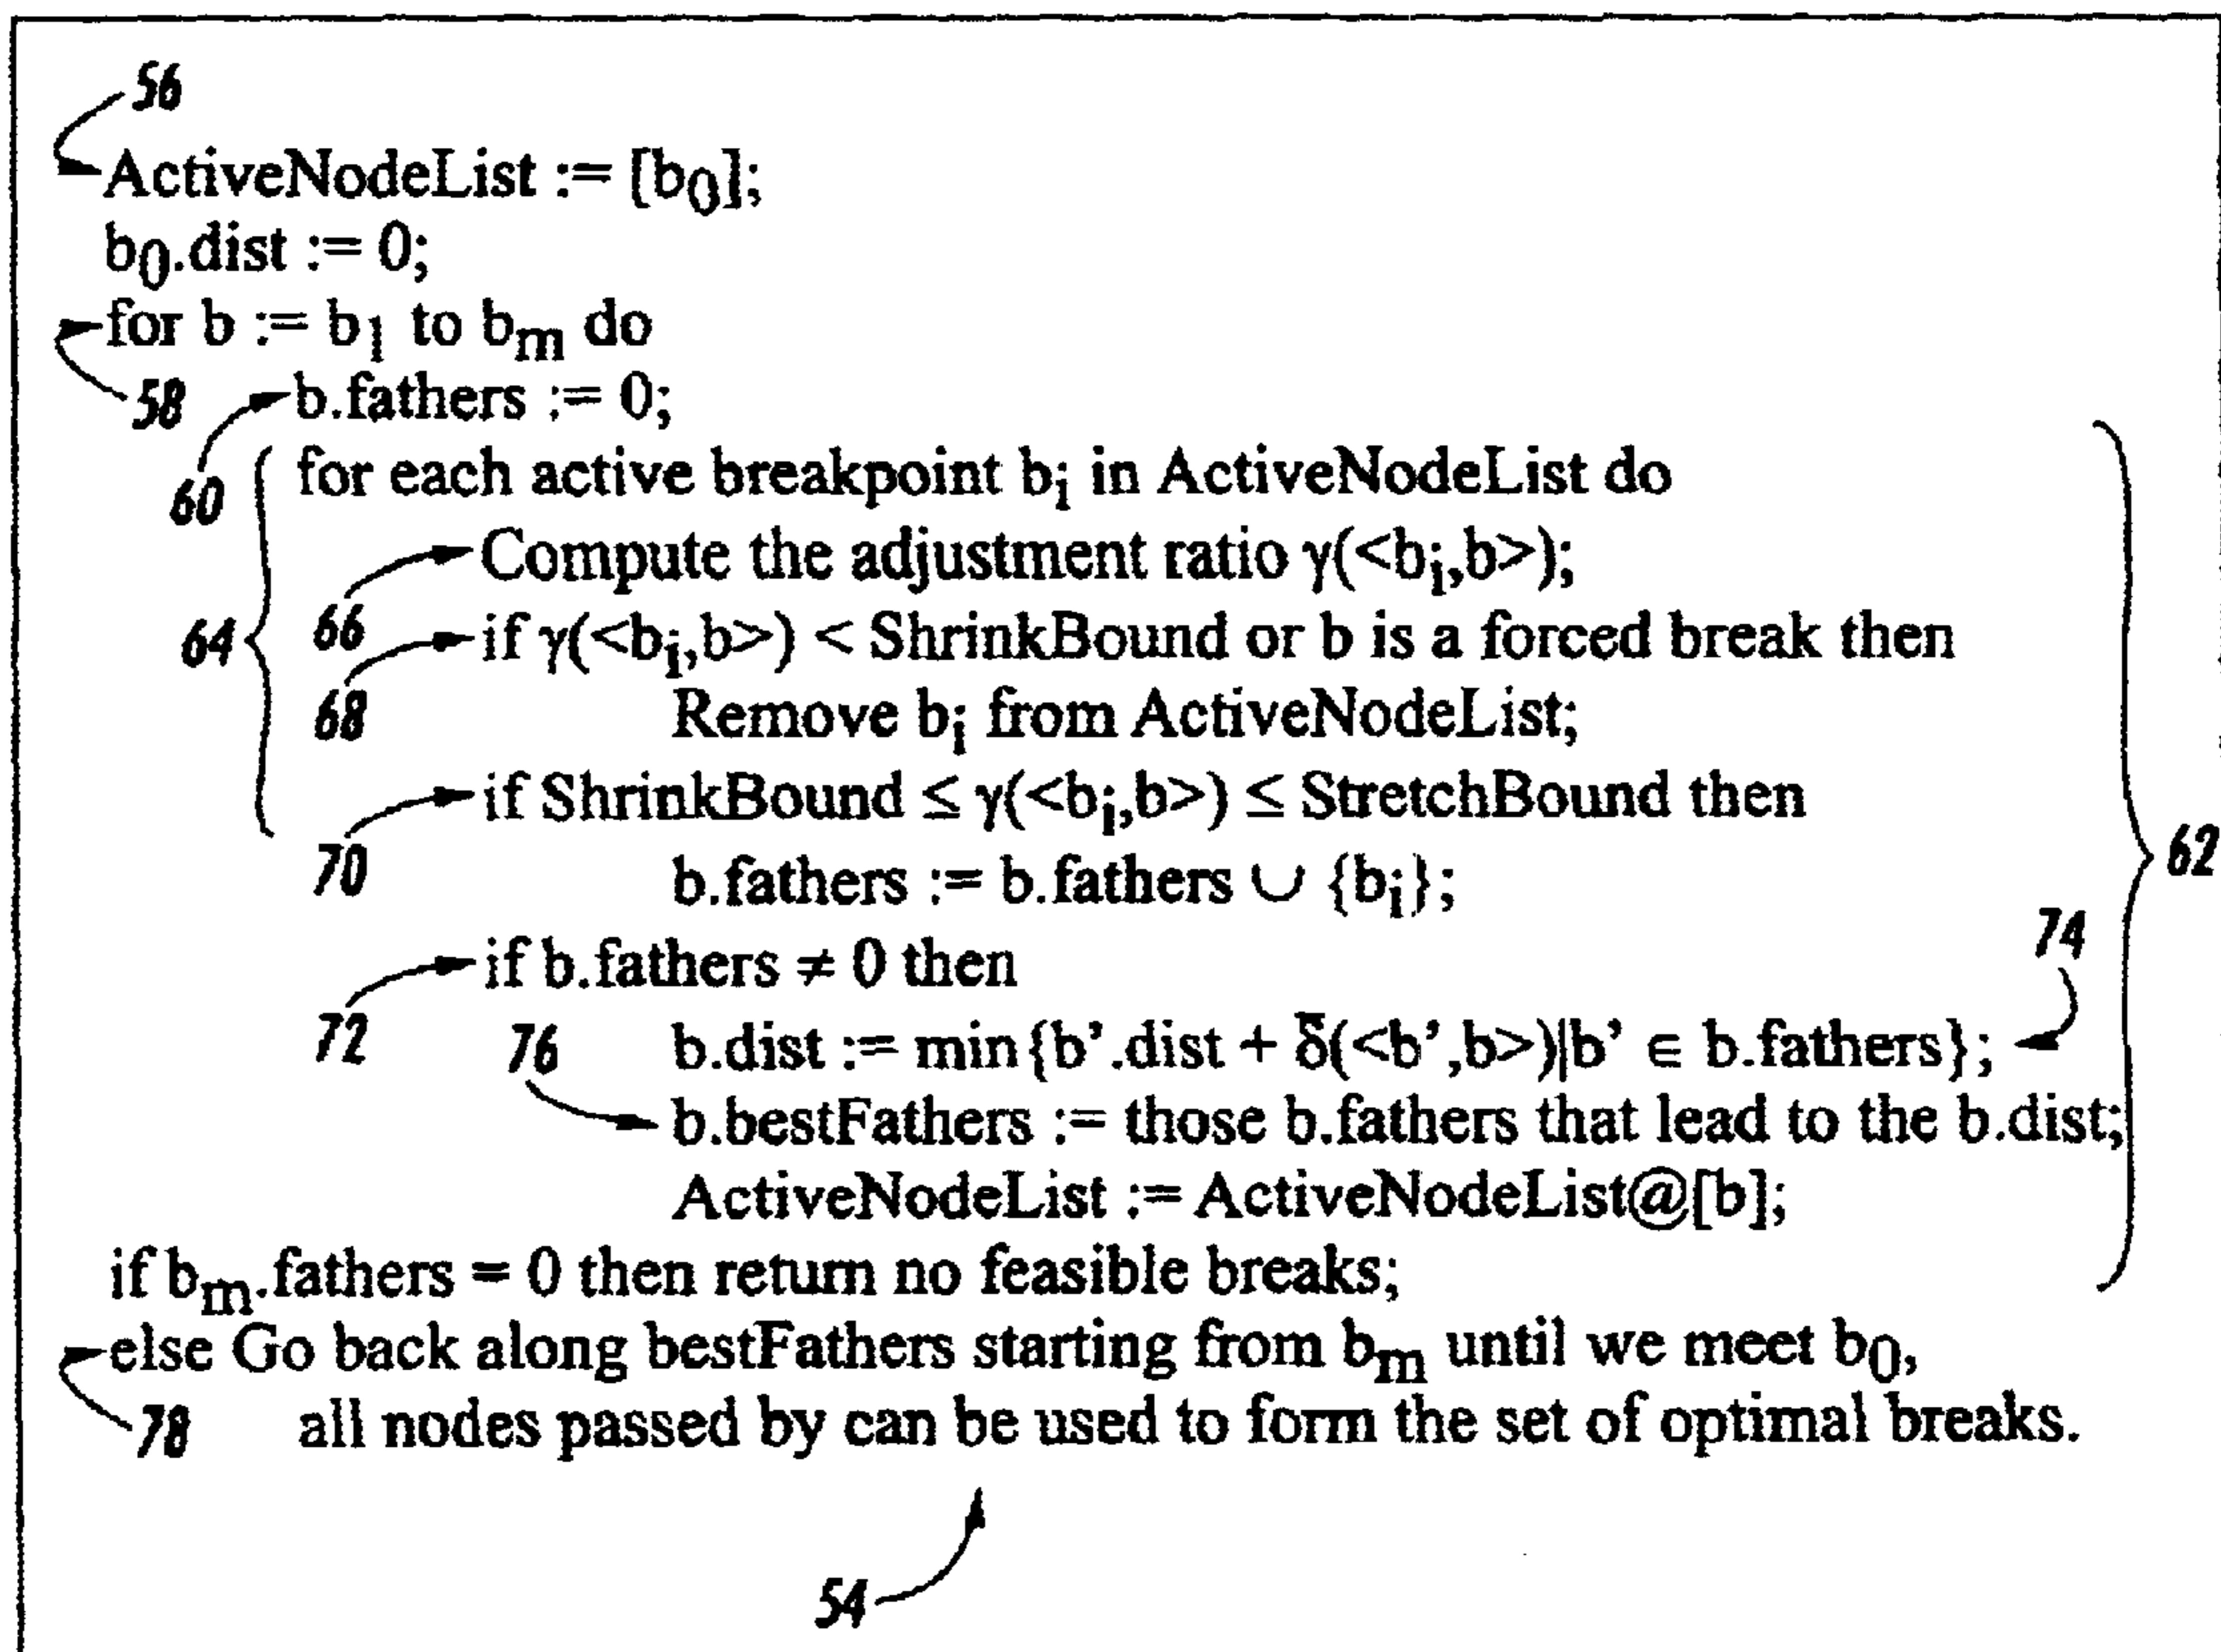 56
ActiveNodeList := [b₀];
b₀.dist := 0;
for b := b₁ to bₘ do
58
b.fathers := 0;
60
for each active breakpoint bᵢ in ActiveNodeList do
Compute the adjustment ratio γ(<bᵢ,b>);
64
66
if γ(<bᵢ,b>) < ShrinkBound or b is a forced break then
68
Remove bᵢ from ActiveNodeList;
if ShrinkBound ≤ γ(<bᵢ,b>) ≤ StretchBound then
62
70
b.fathers := b.fathers ∪ {bᵢ};
74
if b.fathers ≠ 0 then
72
76
b.dist := min{b’.dist + δ̄(<b’,b>)|b’ ∈ b.fathers};
b.bestFathers := those b.fathers that lead to the b.dist;
ActiveNodeList := ActiveNodeList@[b];
if bₘ.fathers = 0 then return no feasible breaks;
else Go back along bestFathers starting from bₘ until we meet b₀,
78
all nodes passed by can be used to form the set of optimal breaks.
54